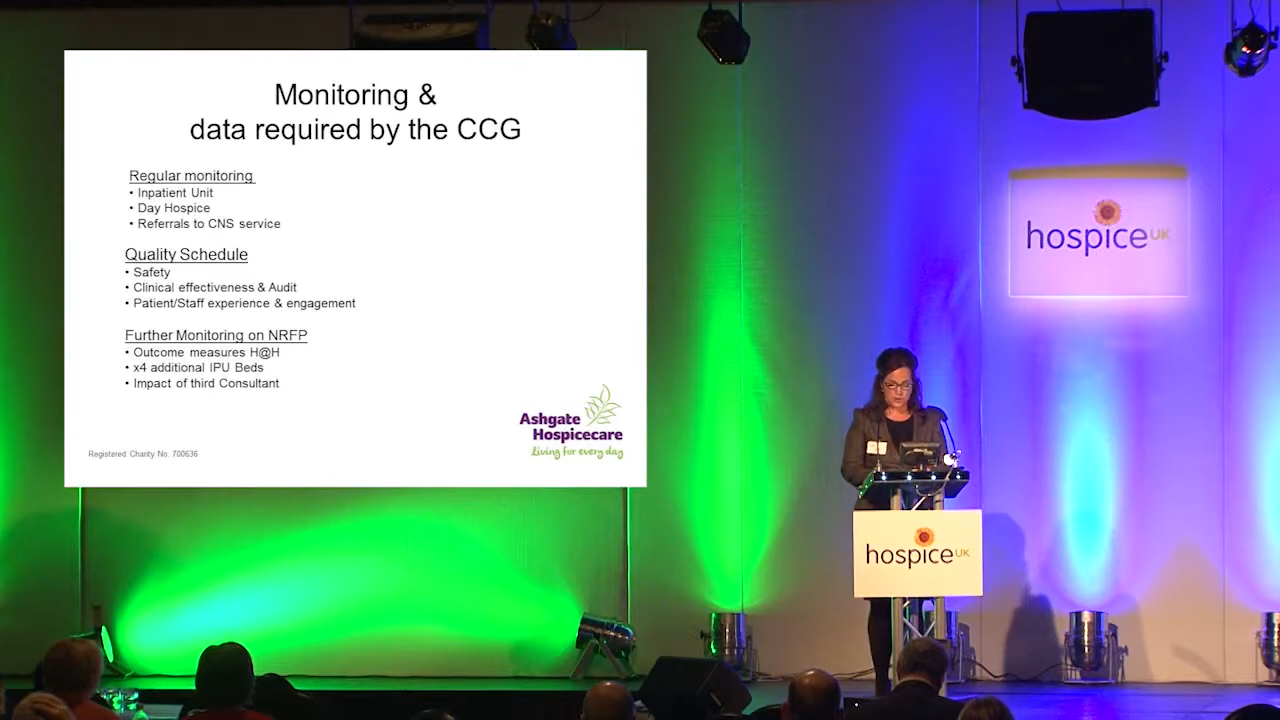 Monitoring &
data required by the CCG
Regular monitoring
• Inpatient Unit
• Day Hospice
• Referrals to CNS service
Quality Schedule
• Safety
• Clinical effectiveness & Audit
• Patient/Staff experience & engagement
Further Monitoring on NRFP
• Outcome measures H@H
• x4 additional IPU Beds
• Impact of third Consultant
Ashgate
Hospicecare
Living for every day
Registered Charity No. 700636
hospice UK
hospice UK